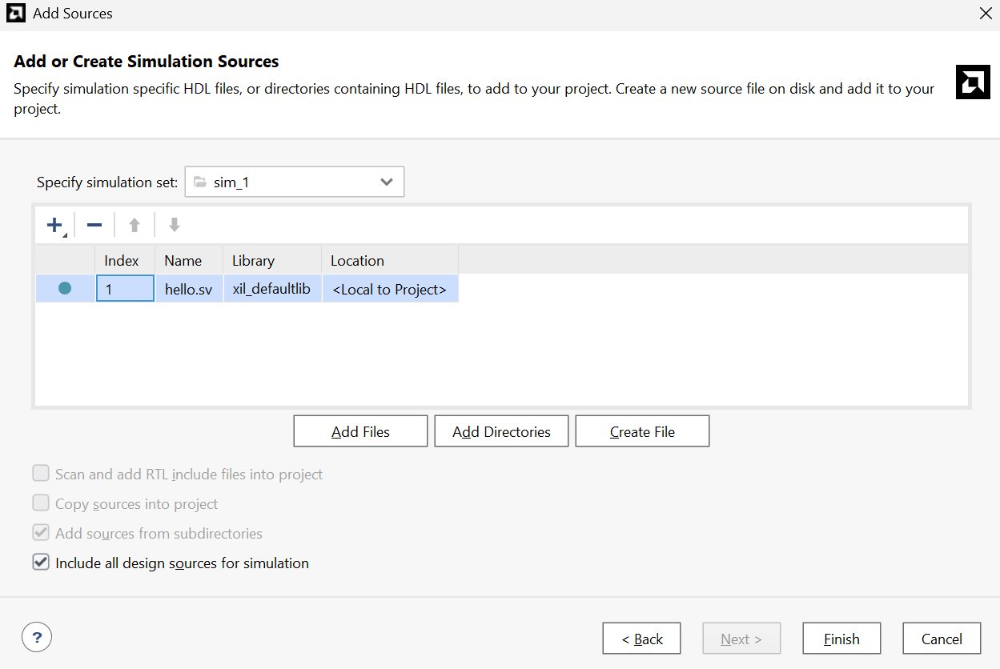 Add Sources
Add or Create Simulation Sources
Specify simulation specific HDL files, or directories containing HDL files, to add to your project. Create a new source file on disk and add it to your
project.
Specify simulation set: sim_1
Index Name Library Location
1 hello.sv xil_defaultlib <Local to Project>
Add Files Add Directories Create File
Scan and add RTL include files into project
Copy sources into project
Add sources from subdirectories
Include all design sources for simulation
? < Back Next > Finish Cancel